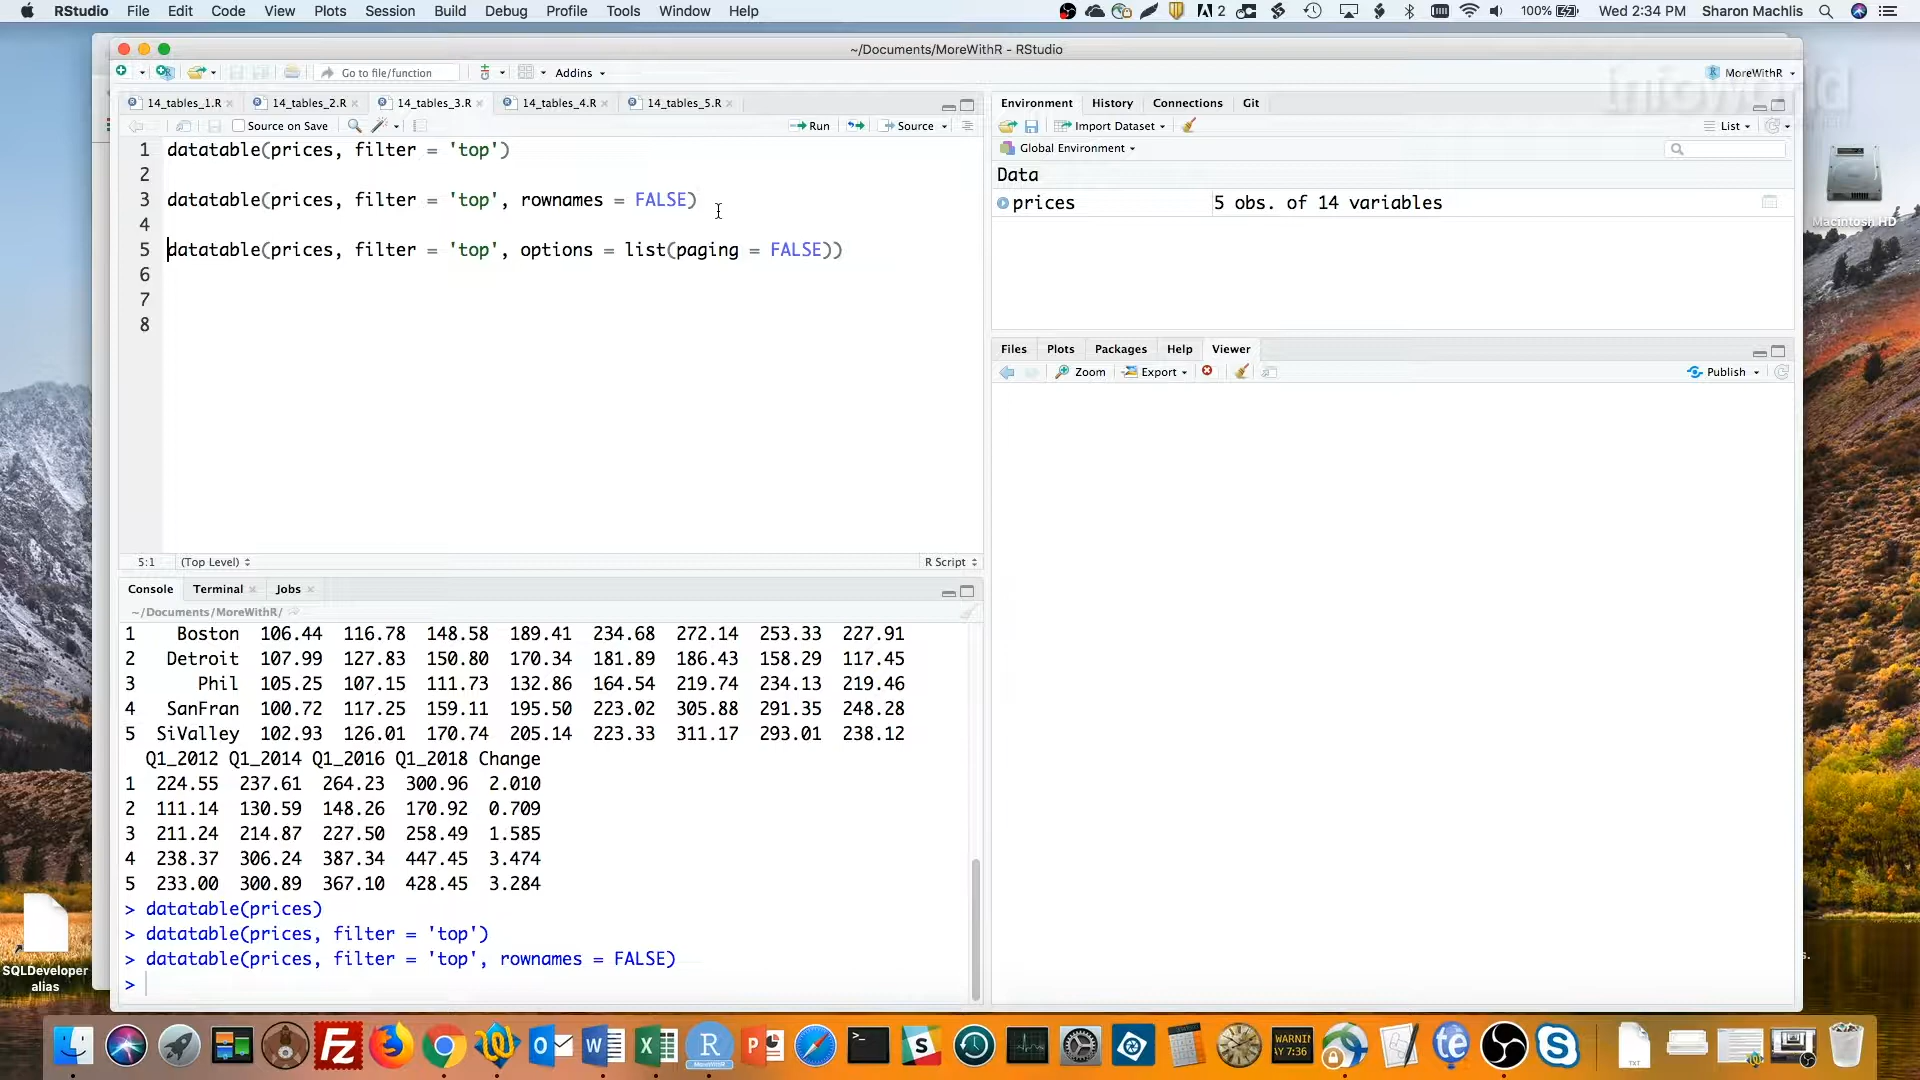 RStudio File Edit Code View Plots Session Build Debug Profile Tools Window Help 2 100% Wed 2:34 PM Sharon Machlis
~/Documents/MoreWithR - RStudio
Go to file/function Addins MoreWithR
InfoWorld
14_tables_1.R 14_tables_2.R 14_tables_3.R 14_tables_4.R 14_tables_5.R
Source on Save Run Source
1 datatable(prices, filter = 'top')
2
3 datatable(prices, filter = 'top', rownames = FALSE)
4
5 datatable(prices, filter = 'top', options = list(paging = FALSE))
6
7
8
5:1 (Top Level) R Script
Environment History Connections Git
Import Dataset List
Global Environment
Data
prices 5 obs. of 14 variables
Macintosh HD
Files Plots Packages Help Viewer
Zoom Export Publish
Console Terminal Jobs
~/Documents/MoreWithR/
1 Boston 106.44 116.78 148.58 189.41 234.68 272.14 253.33 227.91
2 Detroit 107.99 127.83 150.80 170.34 181.89 186.43 158.29 117.45
3 Phil 105.25 107.15 111.73 132.86 164.54 219.74 234.13 219.46
4 SanFran 100.72 117.25 159.11 195.50 223.02 305.88 291.35 248.28
5 SiValley 102.93 126.01 170.74 205.14 223.33 311.17 293.01 238.12
Q1_2012 Q1_2014 Q1_2016 Q1_2018 Change
1 224.55 237.61 264.23 300.96 2.010
2 111.14 130.59 148.26 170.92 0.709
3 211.24 214.87 227.50 258.49 1.585
4 238.37 306.24 387.34 447.45 3.474
5 233.00 300.89 367.10 428.45 3.284
> datatable(prices)
> datatable(prices, filter = 'top')
> datatable(prices, filter = 'top', rownames = FALSE)
>
SQLDeveloper
alias
s.
WARNIN
AY 7:36
TXT